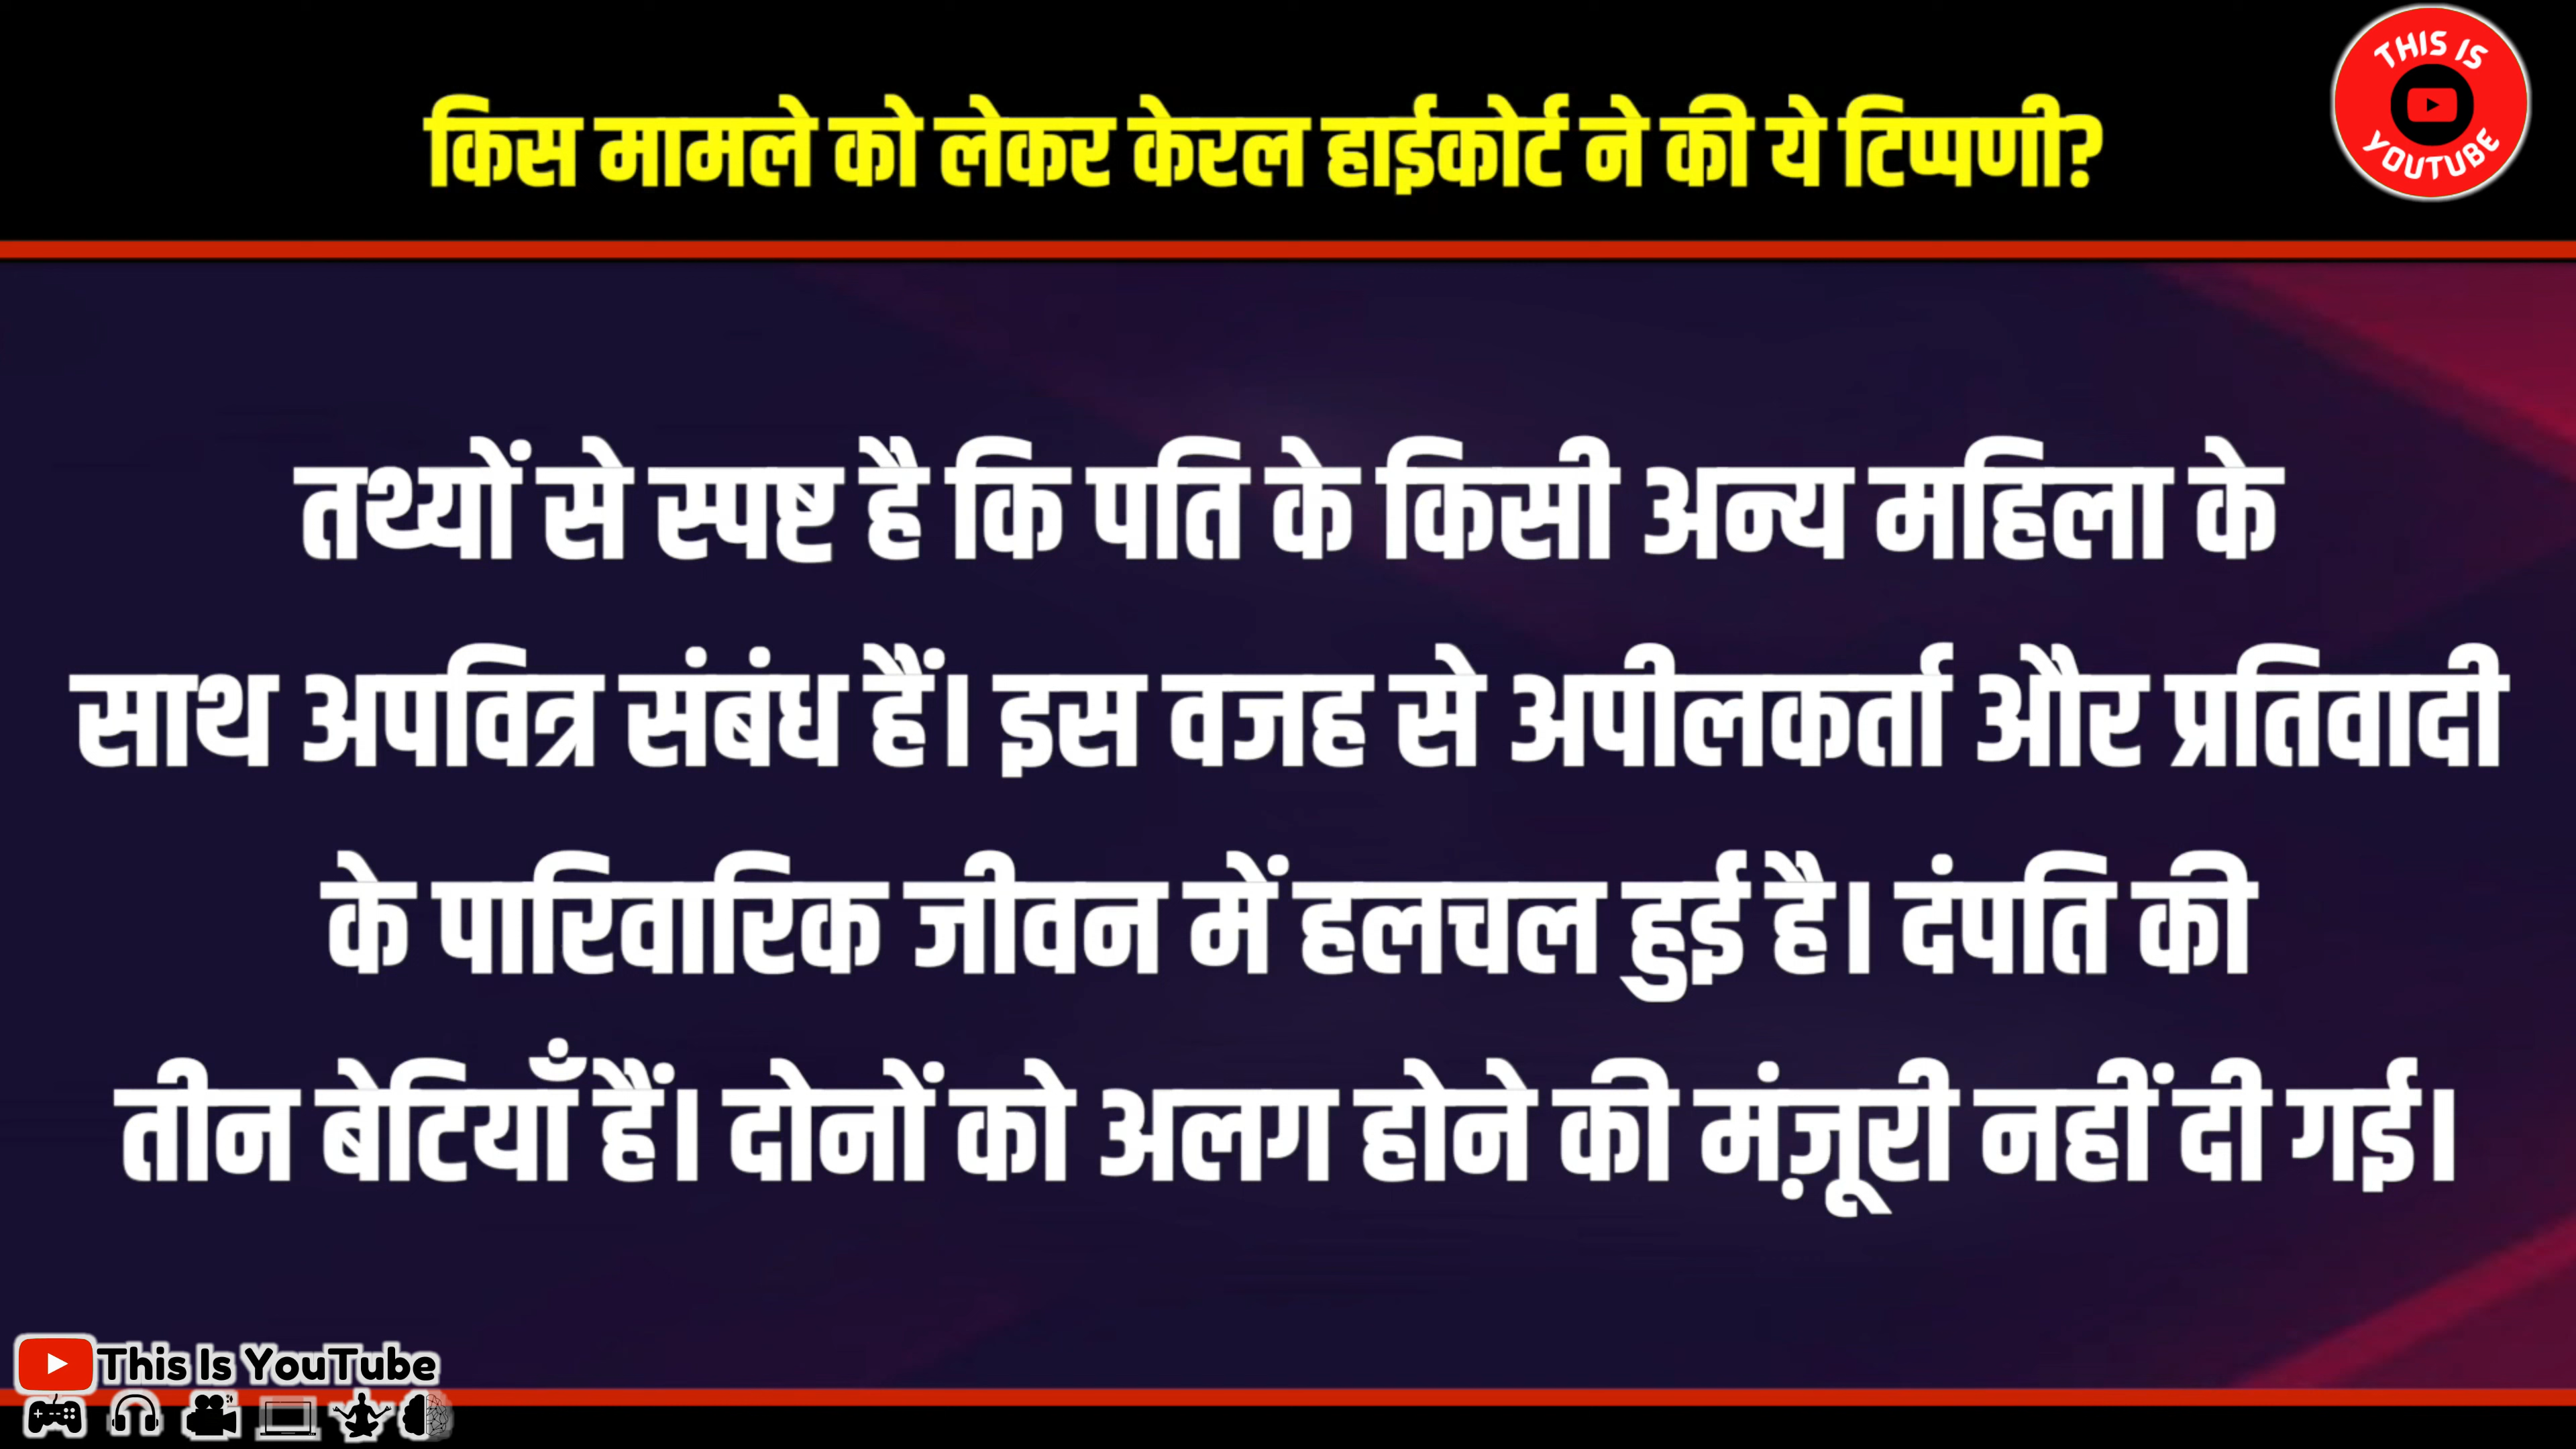 THIS IS
YOUTUBE
किस मामले को लेकर केरल हाईकोर्ट ने की ये टिप्पणी?
तथ्यों से स्पष्ट है कि पति के किसी अन्य महिला के
साथ अपवित्र संबंध हैं। इस वजह से अपीलकर्ता और प्रतिवादी
के पारिवारिक जीवन में हलचल हुई है। दंपति की
तीन बेटियाँ हैं। दोनों को अलग होने की मंज़ूरी नहीं दी गई।
This Is YouTube